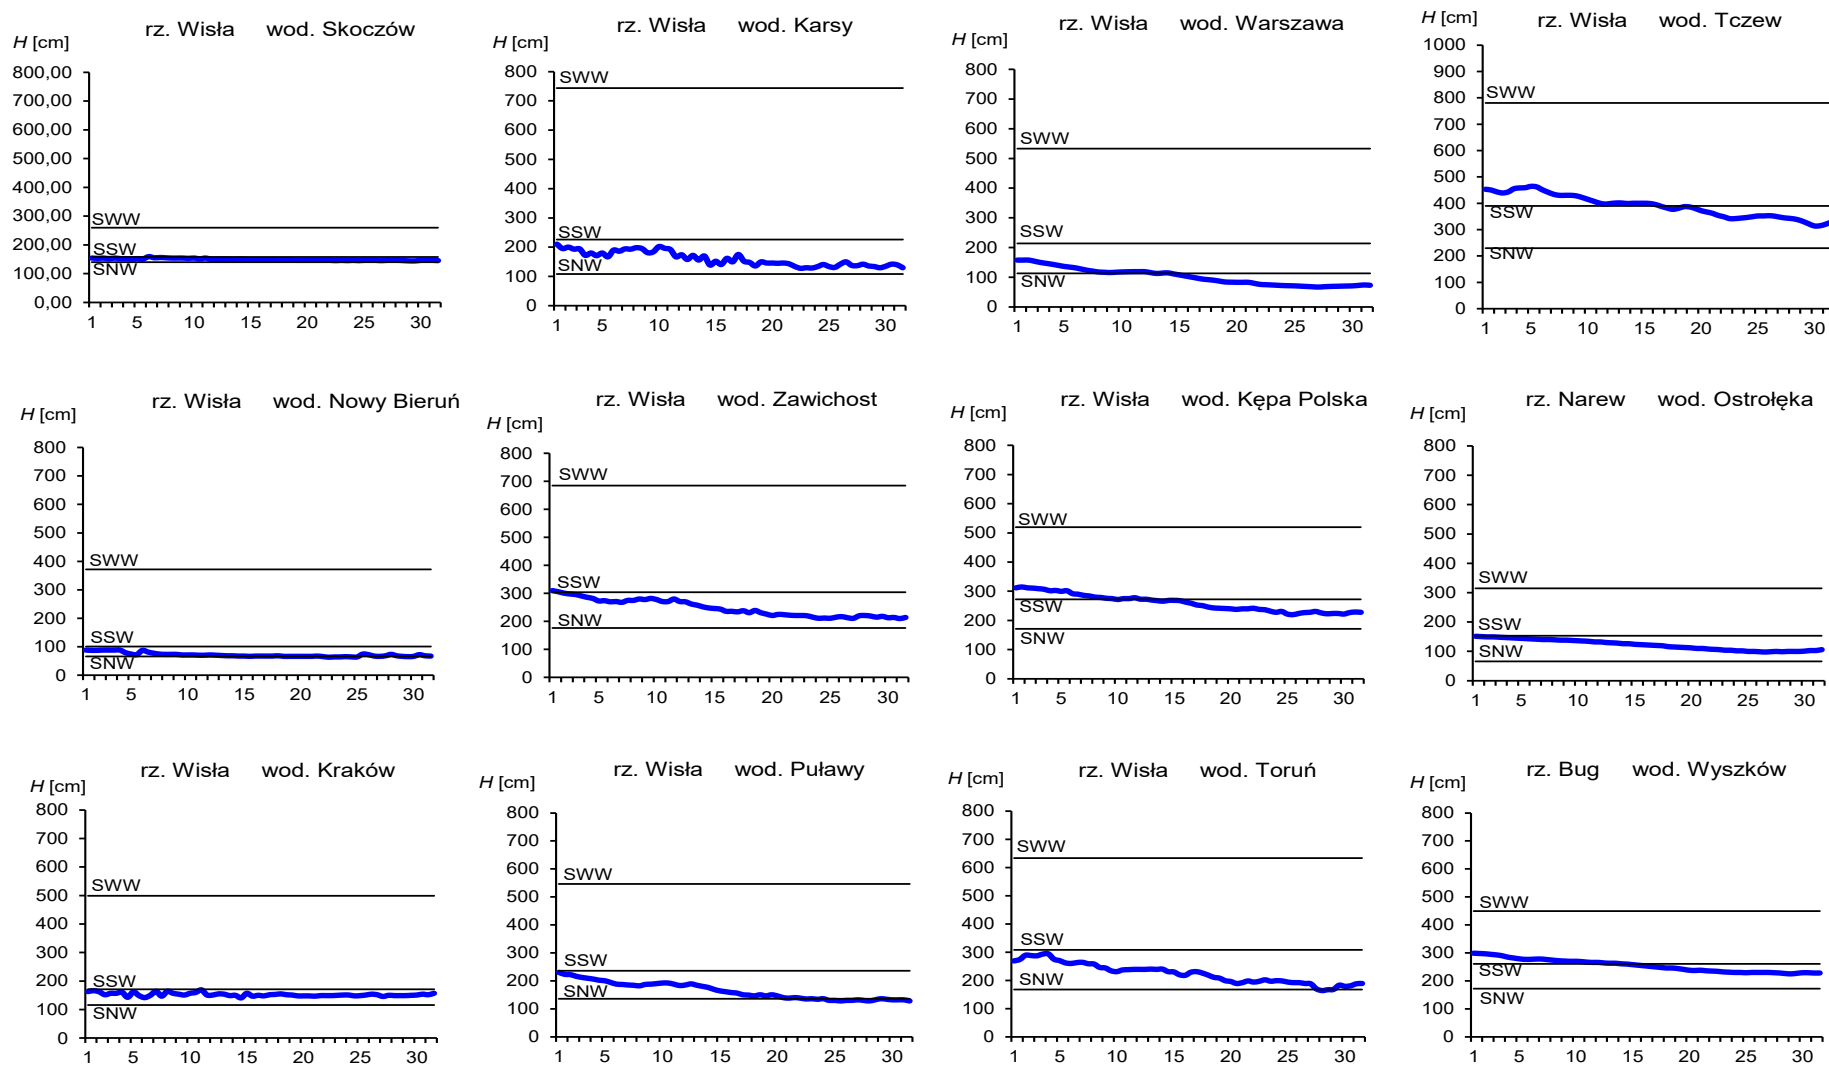 rz. Wisła wod. Skoczów
H [cm]
800,00
700,00
600,00
500,00
400,00
300,00
200,00
100,00
0,00
SWW
SSW
SNW
1 5 10 15 20 25 30
rz. Wisła wod. Karsy
H [cm]
800
700
600
500
400
300
200
100
0
SWW
SSW
SNW
1 5 10 15 20 25 30
rz. Wisła wod. Warszawa
H [cm]
800
700
600
500
400
300
200
100
0
SWW
SSW
SNW
1 5 10 15 20 25 30
rz. Wisła wod. Tczew
H [cm]
1000
900
800
700
600
500
400
300
200
100
0
SWW
SSW
SNW
1 5 10 15 20 25 30
rz. Wisła wod. Nowy Bieruń
H [cm]
800
700
600
500
400
300
200
100
0
SWW
SSW
SNW
1 5 10 15 20 25 30
rz. Wisła wod. Zawichost
H [cm]
800
700
600
500
400
300
200
100
0
SWW
SSW
SNW
1 5 10 15 20 25 30
rz. Wisła wod. Kępa Polska
H [cm]
800
700
600
500
400
300
200
100
0
SWW
SSW
SNW
1 5 10 15 20 25 30
rz. Narew wod. Ostrołęka
H [cm]
800
700
600
500
400
300
200
100
0
SWW
SSW
SNW
1 5 10 15 20 25 30
rz. Wisła wod. Kraków
H [cm]
800
700
600
500
400
300
200
100
0
SWW
SSW
SNW
1 5 10 15 20 25 30
rz. Wisła wod. Puławy
H [cm]
800
700
600
500
400
300
200
100
0
SWW
SSW
SNW
1 5 10 15 20 25 30
rz. Wisła wod. Toruń
H [cm]
800
700
600
500
400
300
200
100
0
SWW
SSW
SNW
1 5 10 15 20 25 30
rz. Bug wod. Wyszków
H [cm]
800
700
600
500
400
300
200
100
0
SWW
SSW
SNW
1 5 10 15 20 25 30